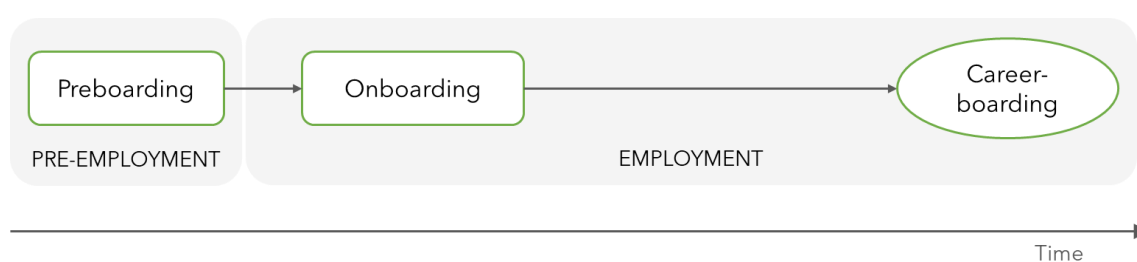 Preboarding
Onboarding
Career-
boarding
PRE-EMPLOYMENT
EMPLOYMENT
Time